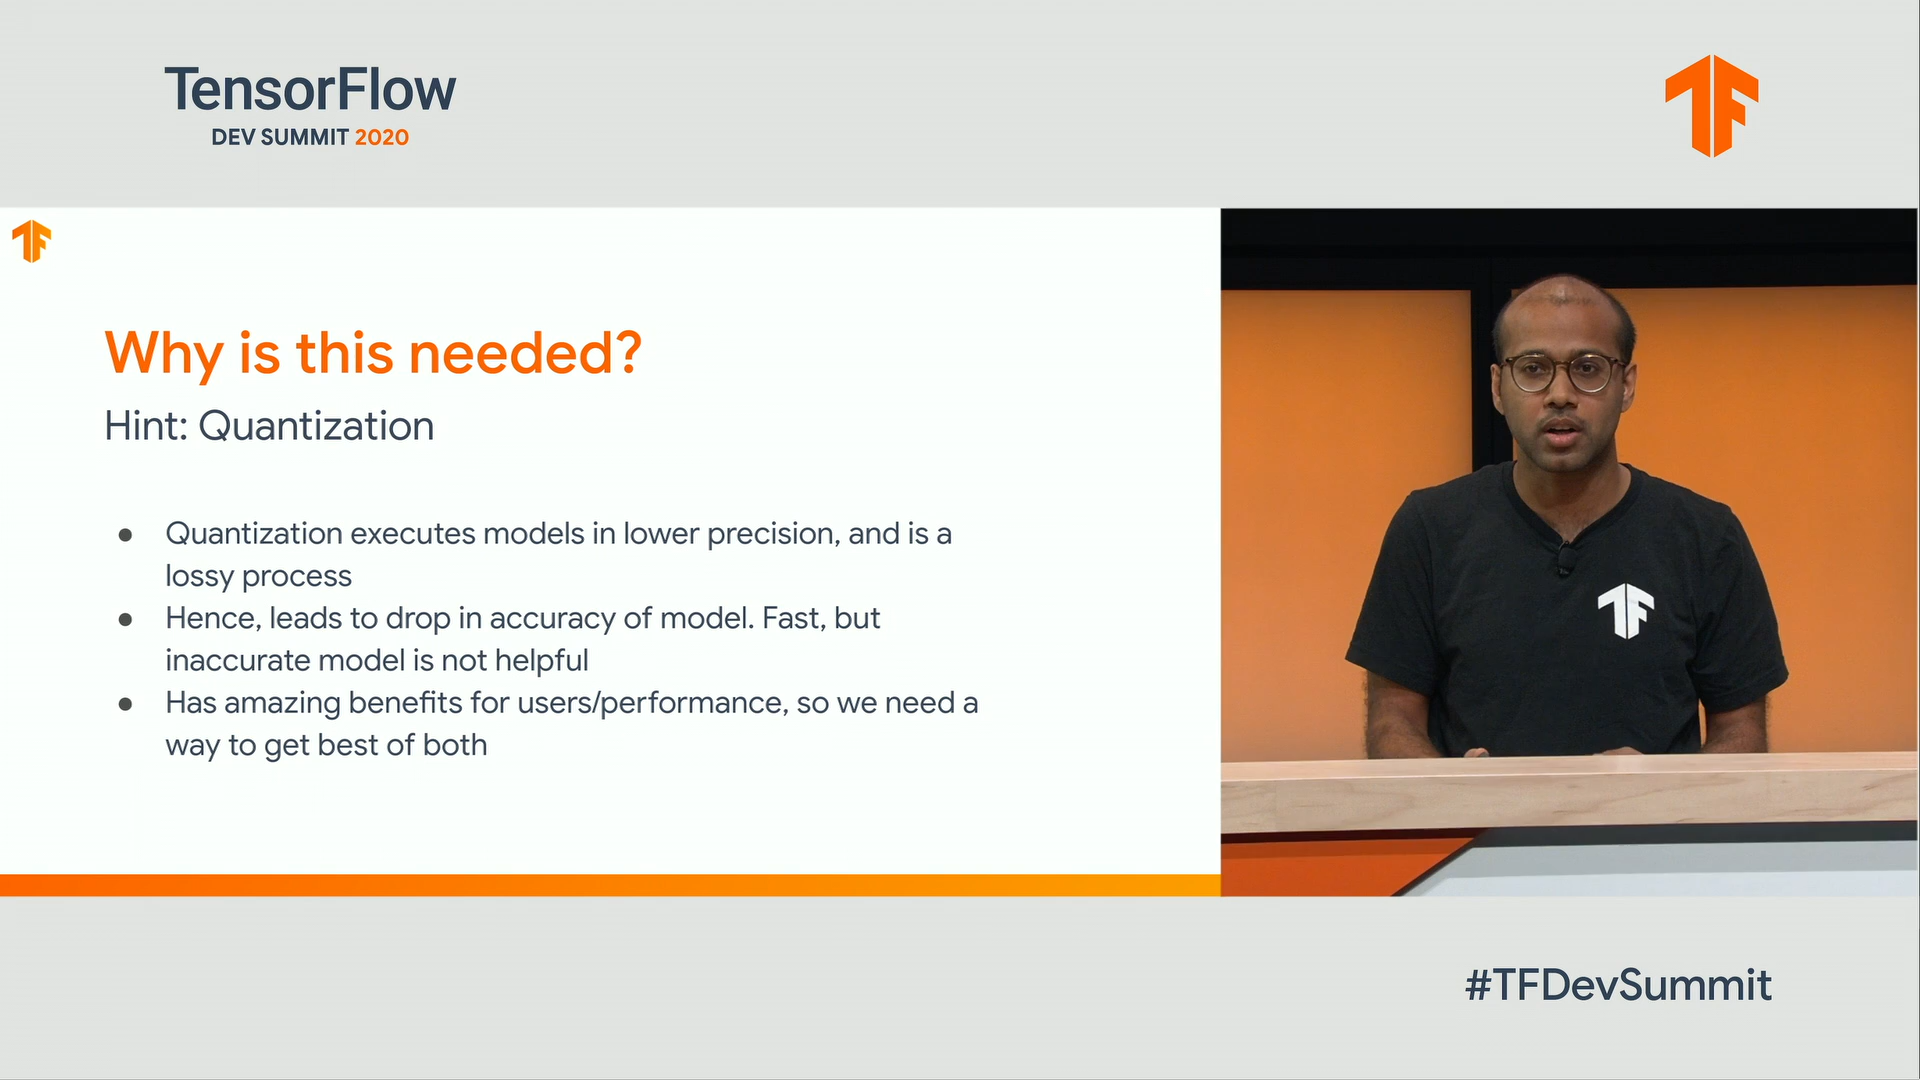 TensorFlow
DEV SUMMIT 2020
Why is this needed?
Hint: Quantization
● Quantization executes models in lower precision, and is a
lossy process
● Hence, leads to drop in accuracy of model. Fast, but
inaccurate model is not helpful
● Has amazing benefits for users/performance, so we need a
way to get best of both
#TFDevSummit